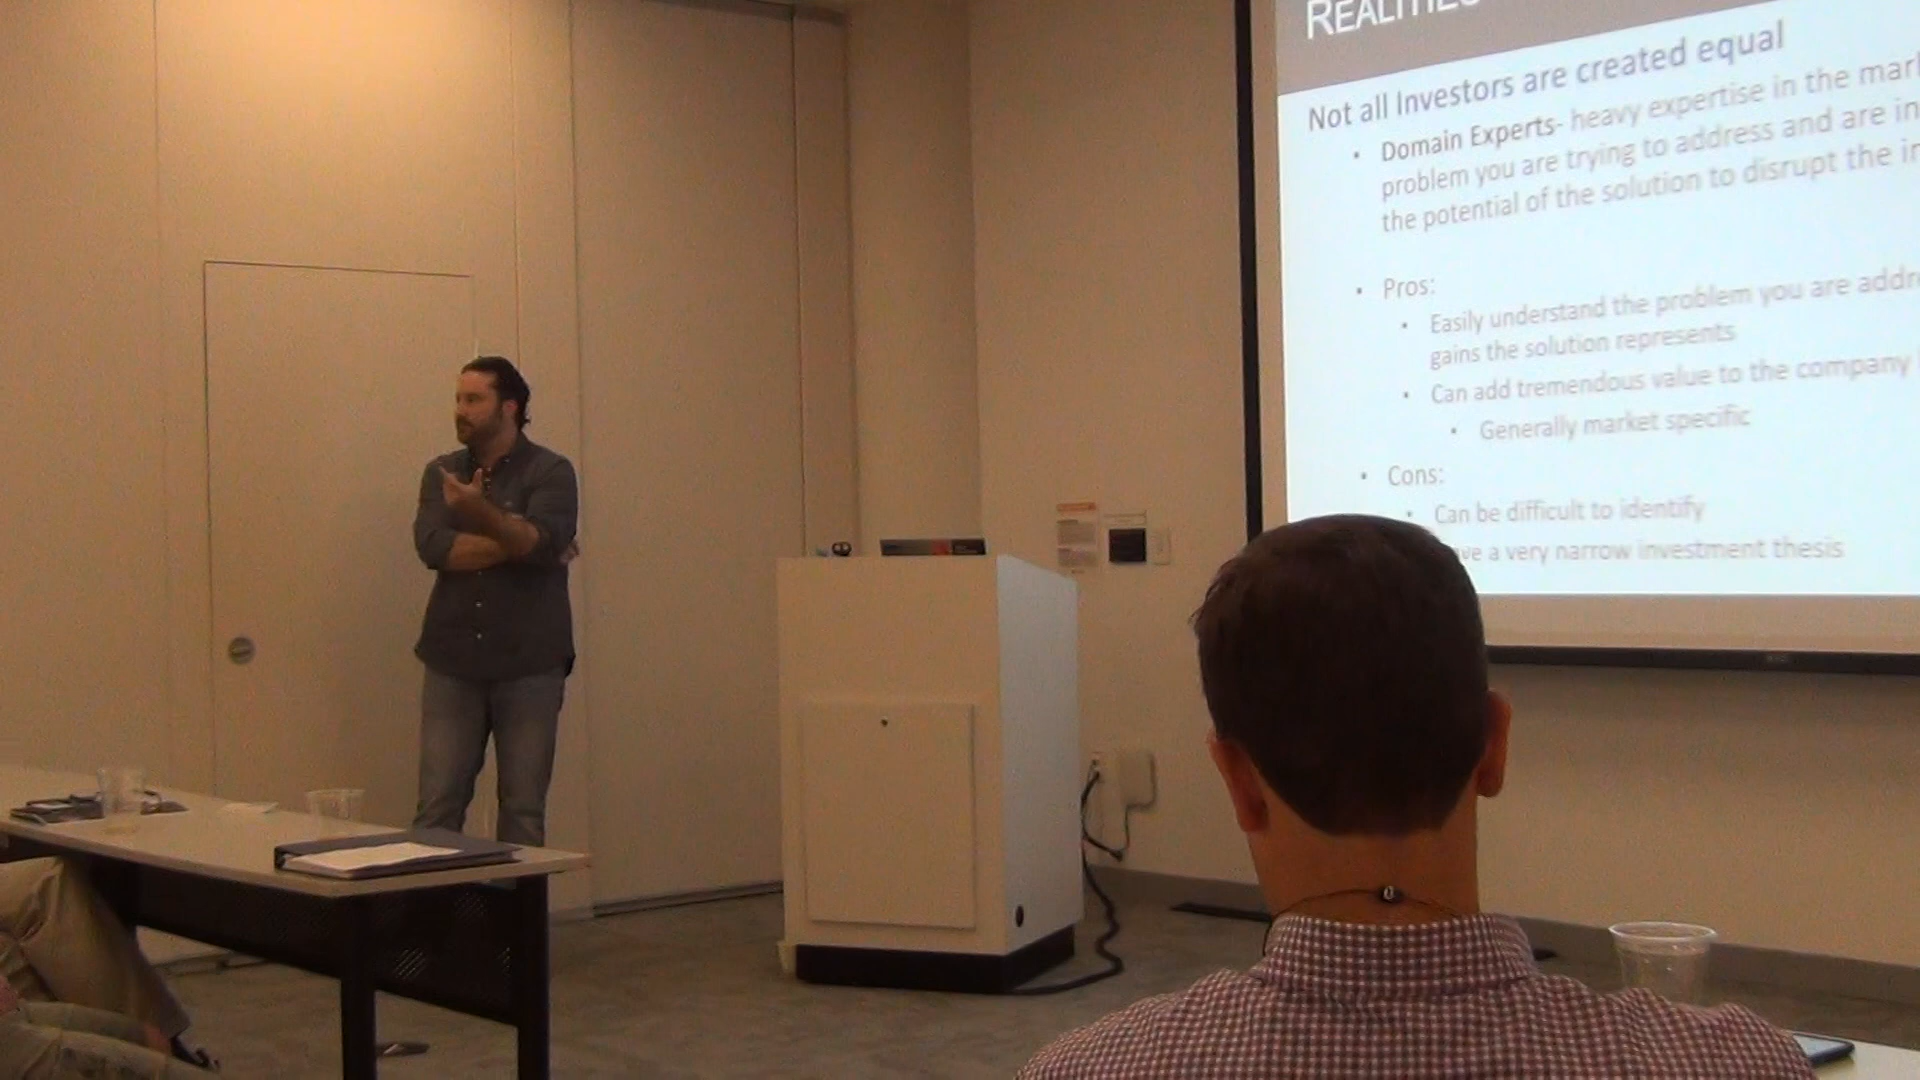 REALITIES
Not all Investors are created equal
Domain Experts- heavy expertise in the
problem you are trying to address and are
the potential of the solution to disrupt the
Pros:
Easily understand the problem you are
gains the solution represents
Can add tremendous value to the company
Generally market specific
Cons:
Can be difficult to identify
a very narrow investment thesis